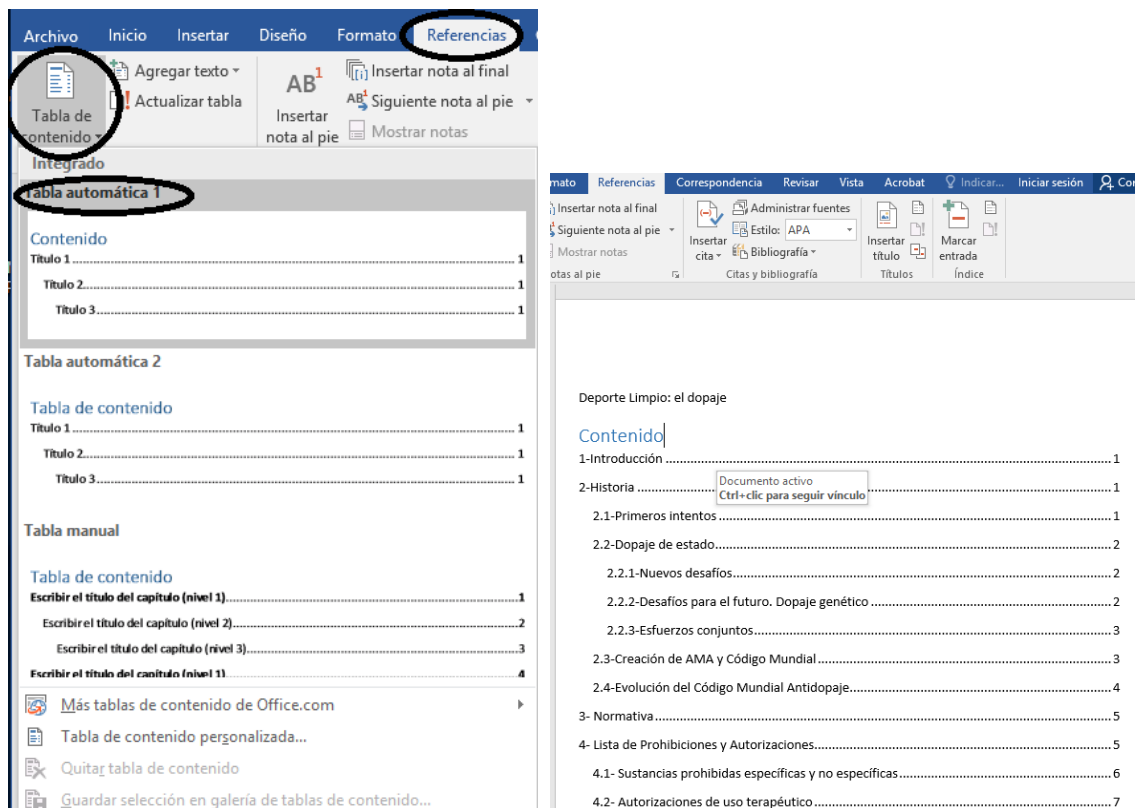 Archivo Inicio Insertar Diseño Formato Referencias
Agregar texto
Actualizar tabla
Tabla de contenido
AB1
Insertar nota al pie
Insertar nota al final
Siguiente nota al pie
Mostrar notas
Integrado
Tabla automática 1
Contenido
Título 1 1
Título 2 1
Título 3 1
Tabla automática 2
Tabla de contenido
Título 1 1
Título 2 1
Título 3 1
Tabla manual
Tabla de contenido
Escribir el título del capítulo (nivel 1) 1
Escribir el título del capítulo (nivel 2) 2
Escribir el título del capítulo (nivel 3) 3
Escribir el título del capítulo (nivel 1) 4
Más tablas de contenido de Office.com
Tabla de contenido personalizada...
Quitar tabla de contenido
Guardar selección en galería de tablas de contenido...
Referencias Correspondencia Revisar Vista Acrobat Indicar... Iniciar sesión
Insertar nota al final
Siguiente nota al pie
Mostrar notas
Insertar cita
Administrar fuentes
Estilo: APA
Bibliografía
Insertar título
Marcar entrada
Citas y bibliografía Títulos Índice
Deporte Limpio: el dopaje
Contenido
1-Introducción 1
Documento activo
Ctrl+clic para seguir vínculo
2-Historia 1
2.1-Primeros intentos 1
2.2-Dopaje de estado 2
2.2.1-Nuevos desafíos 2
2.2.2-Desafíos para el futuro. Dopaje genético 2
2.2.3-Esfuerzos conjuntos 3
2.3-Creación de AMA y Código Mundial 3
2.4-Evolución del Código Mundial Antidopaje 4
3- Normativa 5
4- Lista de Prohibiciones y Autorizaciones 5
4.1- Sustancias prohibidas específicas y no específicas 6
4.2- Autorizaciones de uso terapéutico 7